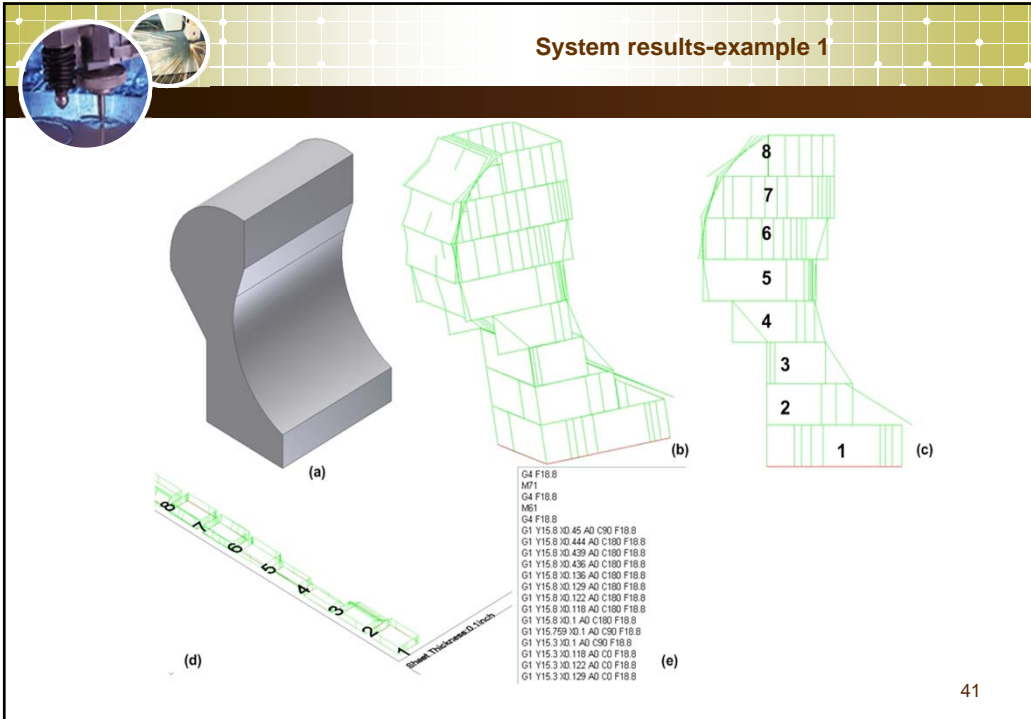 System results-example 1
8
7
6
5
4
3
2
1
(a)
(b)
(c)
8
7
6
5
4
3
2
1
Sheet Thickness:0.1inch
(d)
G4 F18.8
M71
G4 F18.8
M61
G4 F18.8
G1 Y15.8 X0.45 A0 C90 F18.8
G1 Y15.8 X0.444 A0 C180 F18.8
G1 Y15.8 X0.439 A0 C180 F18.8
G1 Y15.8 X0.436 A0 C180 F18.8
G1 Y15.8 X0.136 A0 C180 F18.8
G1 Y15.8 X0.129 A0 C180 F18.8
G1 Y15.8 X0.122 A0 C180 F18.8
G1 Y15.8 X0.118 A0 C180 F18.8
G1 Y15.8 X0.1 A0 C180 F18.8
G1 Y15.759 X0.1 A0 C90 F18.8
G1 Y15.3 X0.1 A0 C90 F18.8
G1 Y15.3 X0.118 A0 C0 F18.8
G1 Y15.3 X0.122 A0 C0 F18.8
G1 Y15.3 X0.129 A0 C0 F18.8
(e)
41